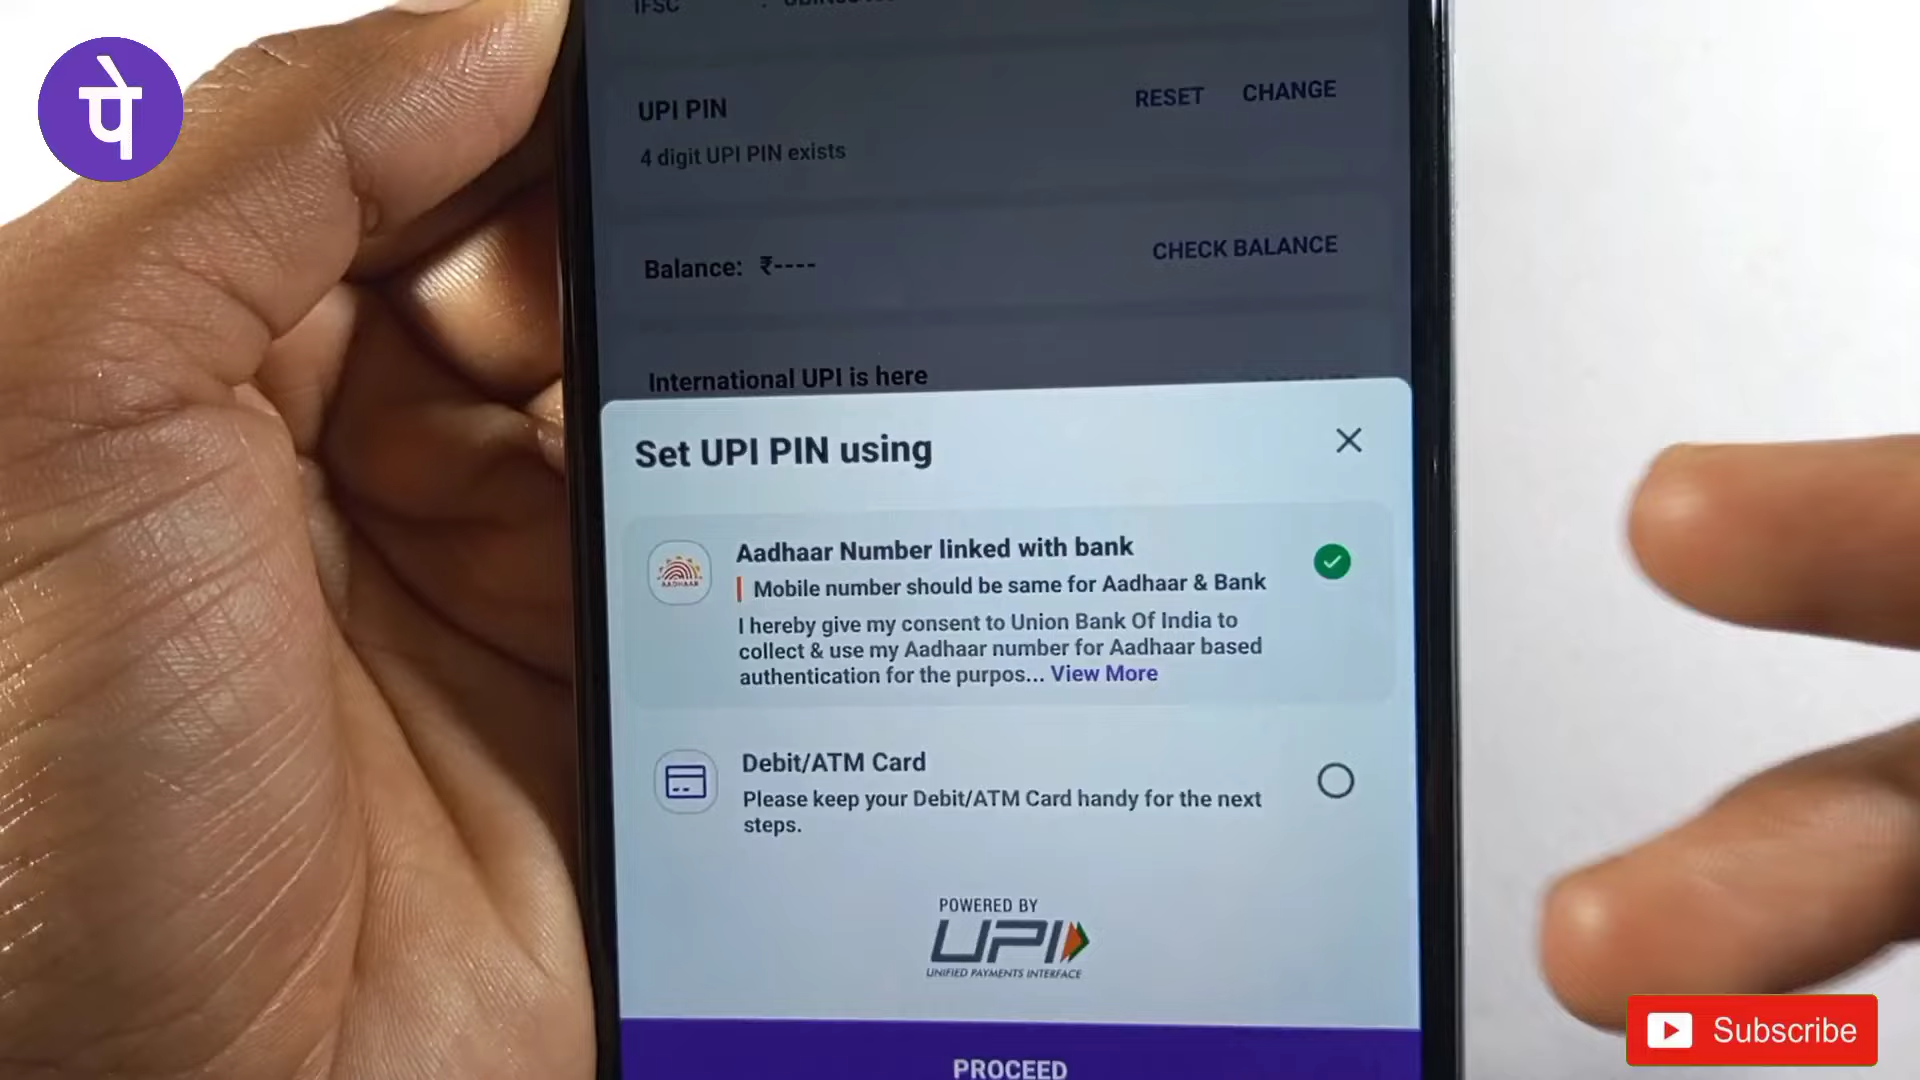 पे
IFSC :
UPI PIN
RESET CHANGE
4 digit UPI PIN exists
Balance: ₹----
CHECK BALANCE
International UPI is here
Set UPI PIN using
AADHAAR
Aadhaar Number linked with bank
Mobile number should be same for Aadhaar & Bank
I hereby give my consent to Union Bank Of India to
collect & use my Aadhaar number for Aadhaar based
authentication for the purpos... View More
Debit/ATM Card
Please keep your Debit/ATM Card handy for the next
steps.
POWERED BY
UPI
UNIFIED PAYMENTS INTERFACE
PROCEED
Subscribe